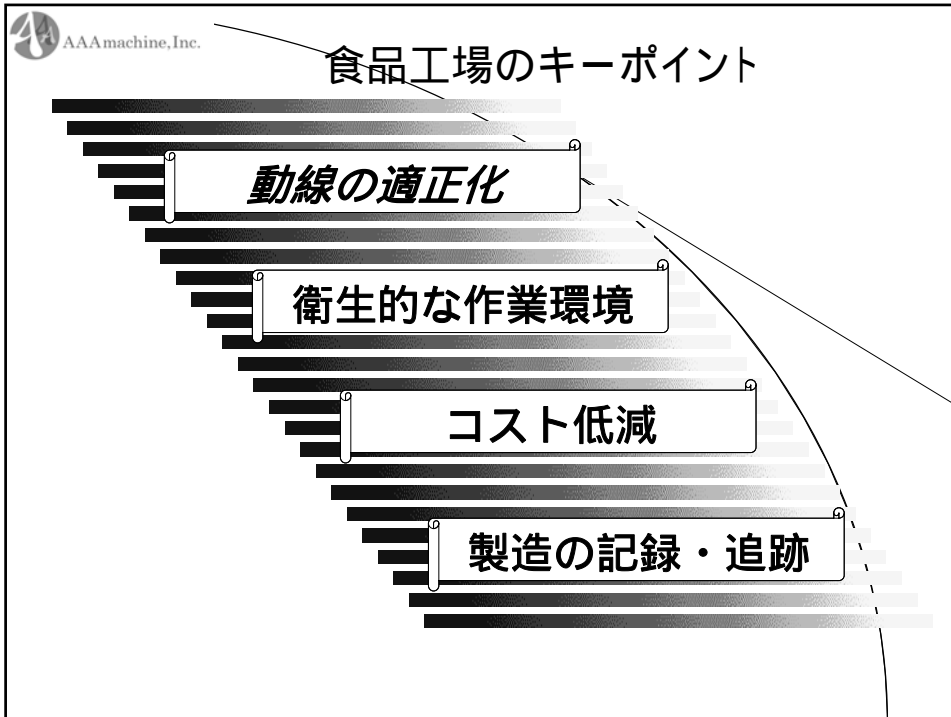 AAAmachine, Inc.
食品工場のキーポイント
動線の適正化
衛生的な作業環境
コスト低減
製造の記録・追跡